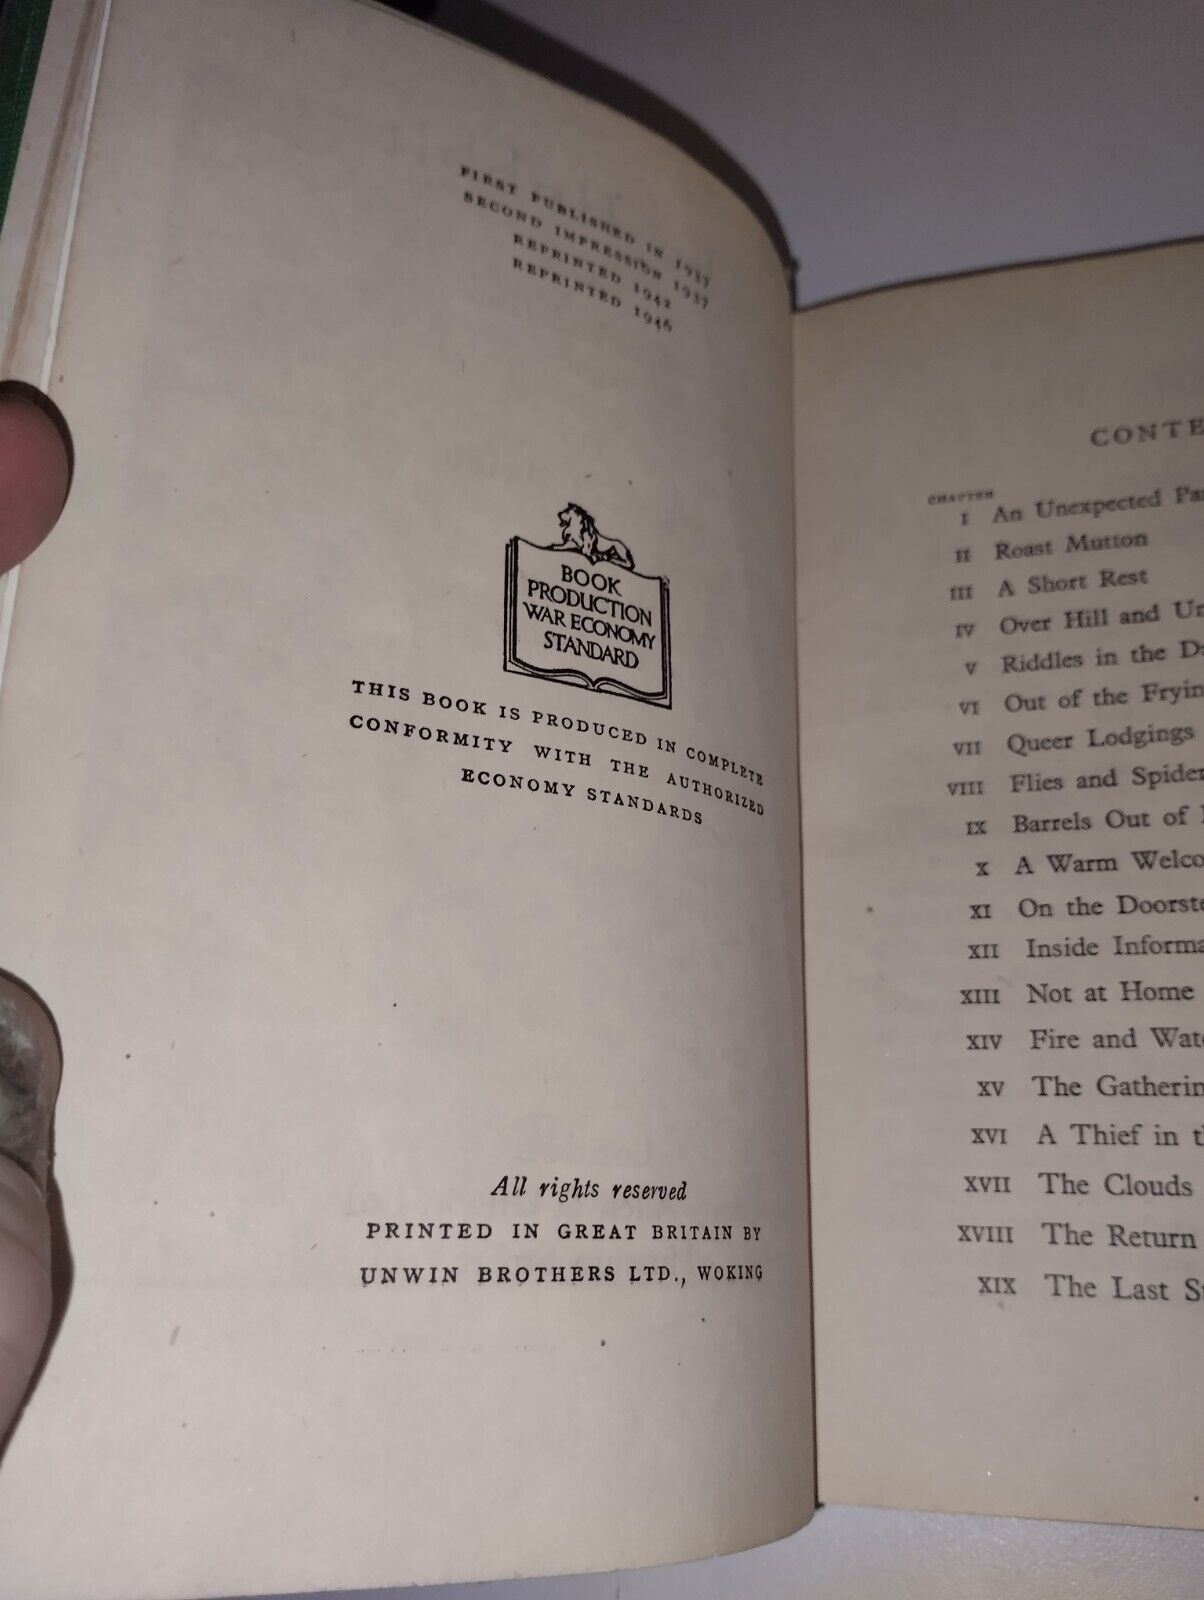 FIRST PUBLISHED IN 1937
SECOND IMPRESSION 1937
REPRINTED 1942
REPRINTED 1946
BOOK
PRODUCTION
WAR ECONOMY
STANDARD
THIS BOOK IS PRODUCED IN COMPLETE
CONFORMITY WITH THE AUTHORIZED
ECONOMY STANDARDS
All rights reserved
PRINTED IN GREAT BRITAIN BY
UNWIN BROTHERS LTD., WOKING
CONTE
CHAPTER
I An Unexpected Pa
II Roast Mutton
III A Short Rest
IV Over Hill and Un
V Riddles in the Da
VI Out of the Fryin
VII Queer Lodgings
VIII Flies and Spider
IX Barrels Out of
X A Warm Welco
XI On the Doorste
XII Inside Informa
XIII Not at Home
XIV Fire and Wate
XV The Gatherin
XVI A Thief in t
XVII The Clouds
XVIII The Return
XIX The Last St